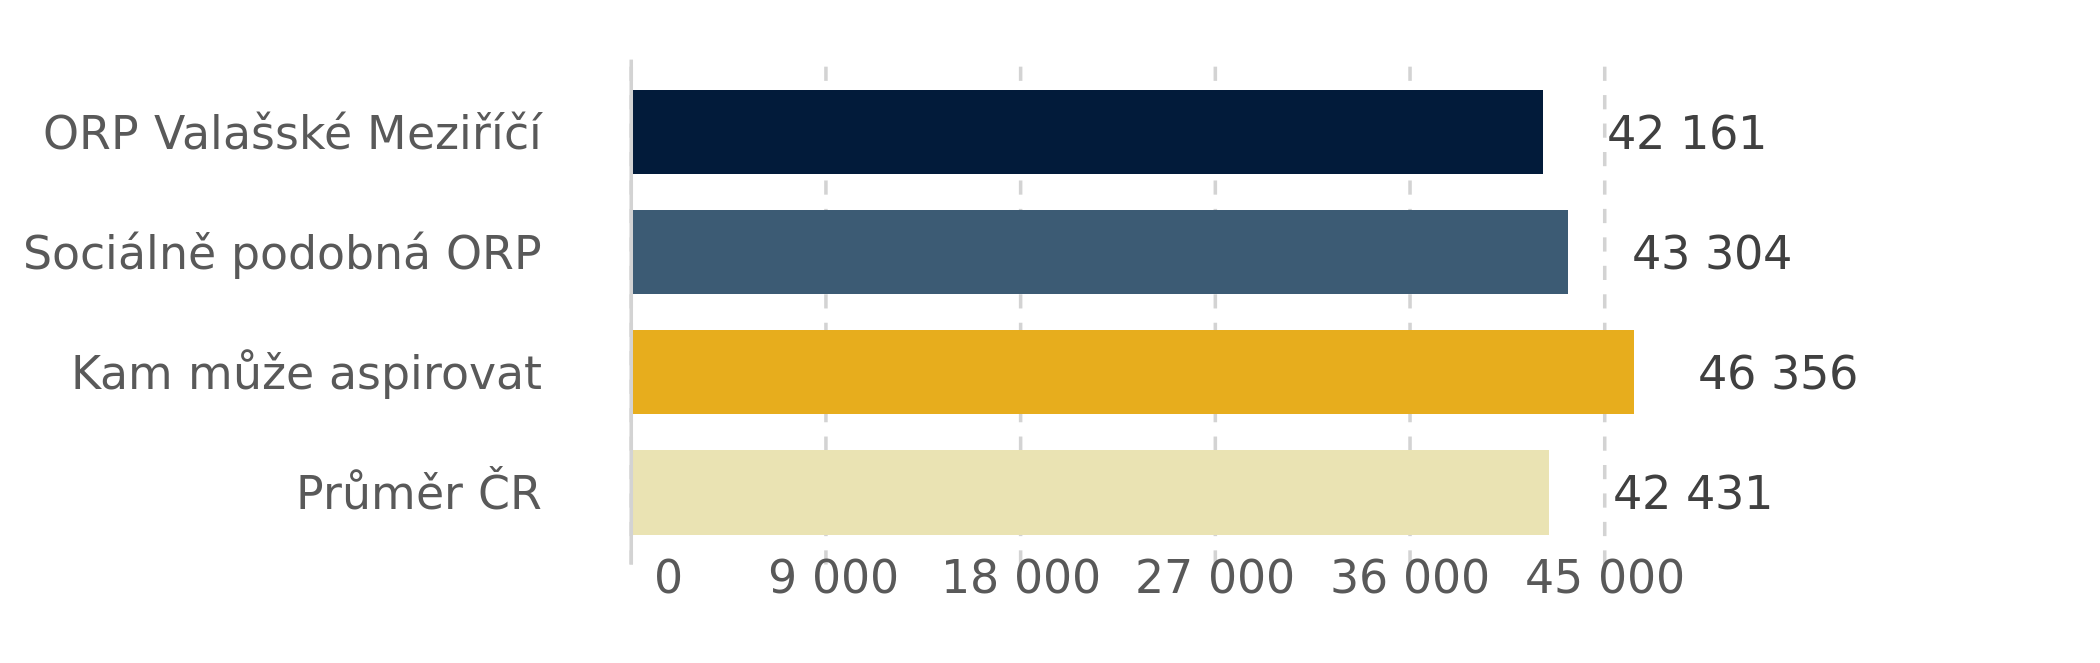 ORP Valašské Meziříčí 42 161
Sociálně podobná ORP 43 304
Kam může aspirovat 46 356
Průměr ČR 42 431
0 9 000 18 000 27 000 36 000 45 000